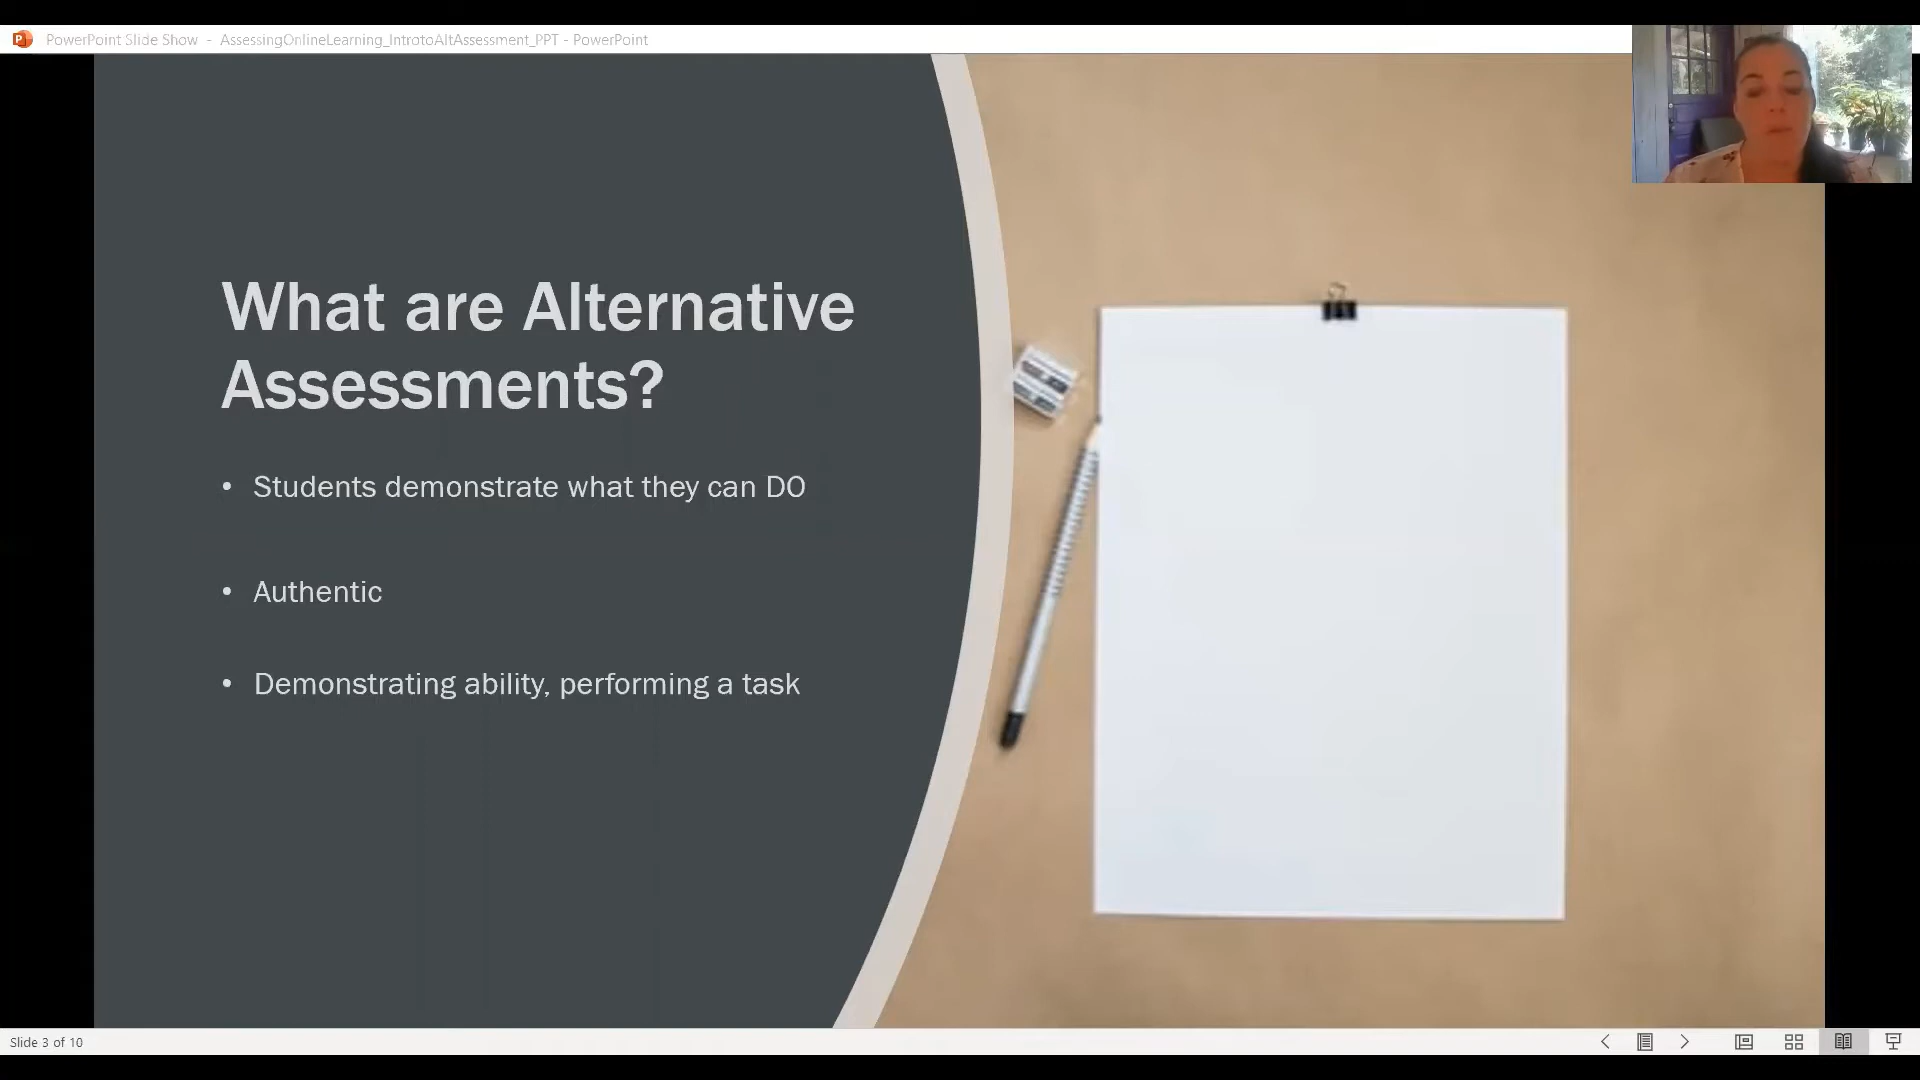 PowerPoint Slide Show - AssessingOnlineLearning_IntrotoAltAssessment_PPT - PowerPoint
What are Alternative
Assessments?
• Students demonstrate what they can DO
• Authentic
• Demonstrating ability, performing a task
Slide 3 of 10